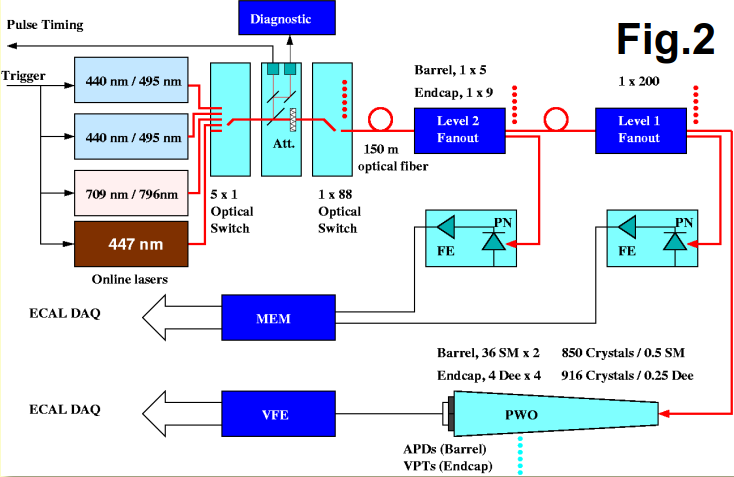 Pulse Timing
Diagnostic
Fig.2
Trigger
440 nm / 495 nm
440 nm / 495 nm
709 nm / 796nm
447 nm
Online lasers
5 x 1
Optical
Switch
Att.
1 x 88
Optical
Switch
150 m
optical fiber
Barrel, 1 x 5
Endcap, 1 x 9
Level 2
Fanout
1 x 200
Level 1
Fanout
PN
FE
PN
FE
ECAL DAQ
MEM
Barrel, 36 SM x 2 850 Crystals / 0.5 SM
Endcap, 4 Dee x 4 916 Crystals / 0.25 Dee
ECAL DAQ
VFE
PWO
APDs (Barrel)
VPTs (Endcap)